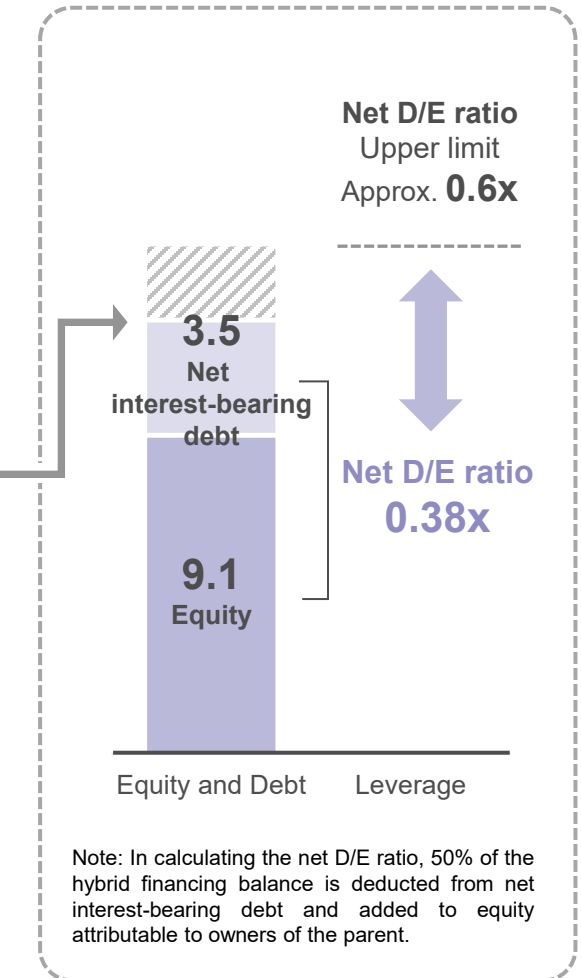 Net D/E ratio
Upper limit
Approx. 0.6x
3.5
Net
interest-bearing
debt
Net D/E ratio
0.38x
9.1
Equity
Equity and Debt
Leverage
Note: In calculating the net D/E ratio, 50% of the
hybrid financing balance is deducted from net
interest-bearing debt and added to equity
attributable to owners of the parent.